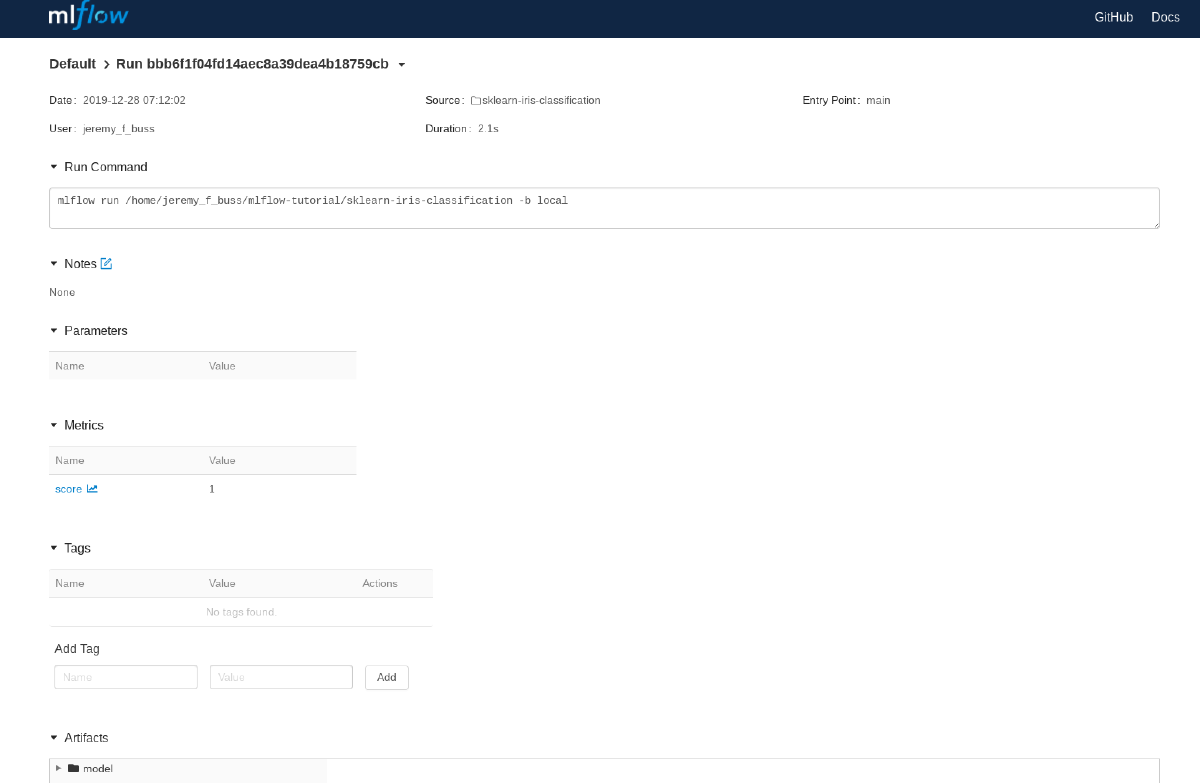 mlflow GitHub Docs
Default Run bbb6f1f04fd14aec8a39dea4b18759cb
Date: 2019-12-28 07:12:02 Source: sklearn-iris-classification Entry Point: main
User: jeremy_f_buss Duration: 2.1s
Run Command
mlflow run /home/jeremy_f_buss/mlflow-tutorial/sklearn-iris-classification -b local
Notes
None
Parameters
Name Value
Metrics
Name Value
score 1
Tags
Name Value Actions
No tags found.
Add Tag
Name Value Add
Artifacts
model